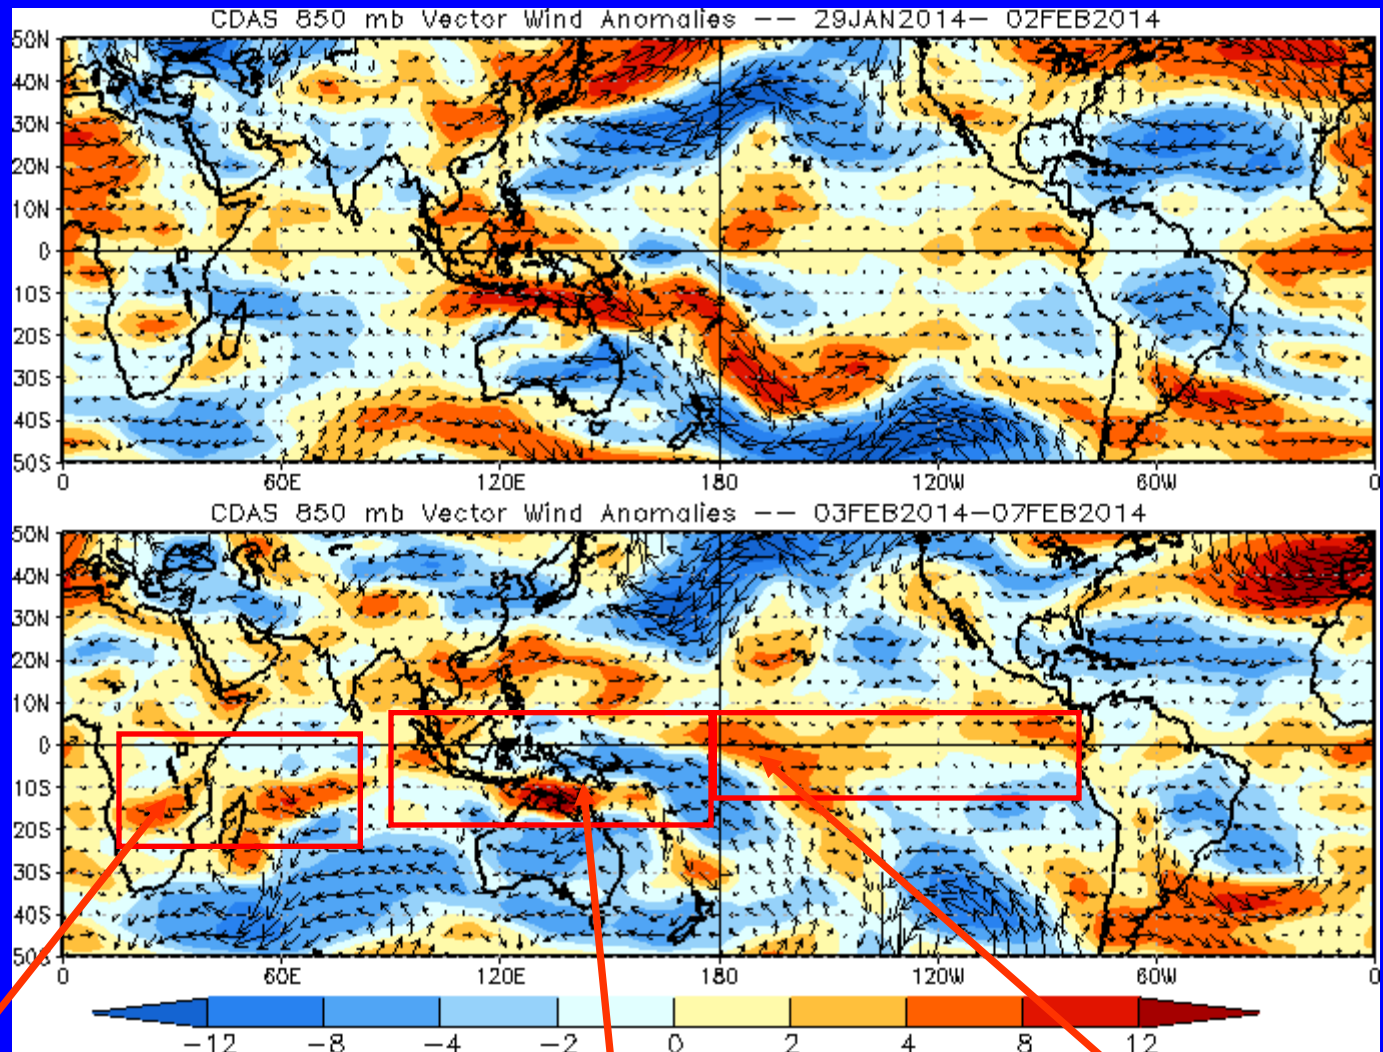 CDAS 850 mb Vector Wind Anomalies -- 29JAN2014- 02FEB2014
50N
40N
30N
20N
10N
0
10S
20S
30S
40S
50S
0 60E 120E 180 120W 60W 0
CDAS 850 mb Vector Wind Anomalies -- 03FEB2014-07FEB2014
50N
40N
30N
20N
10N
0
10S
20S
30S
40S
50S
0 60E 120E 180 120W 60W 0
-12 -8 -4 -2 0 2 4 8 12